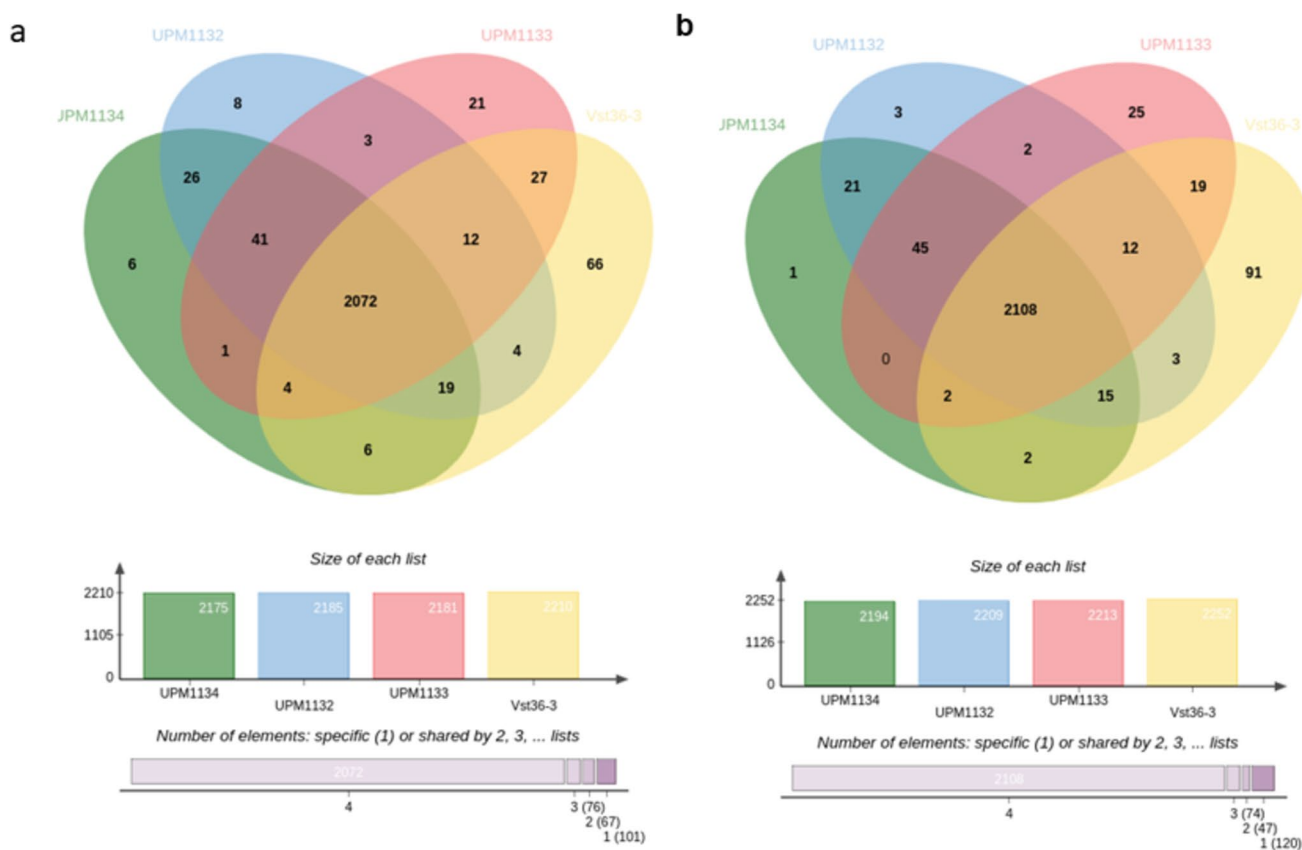 a
UPM1132
UPM1133
JPM1134
Vst36-3
8
21
3
26
27
41
12
6
66
2072
1
4
4
19
6
Size of each list
2210
1105
0
2175
2185
2181
2210
UPM1134
UPM1132
UPM1133
Vst36-3
Number of elements: specific (1) or shared by 2, 3, ... lists
2072
4
3 (76)
2 (67)
1 (101)
b
UPM1132
UPM1133
JPM1134
Vst36-3
3
25
2
21
19
45
12
1
91
2108
0
3
2
15
2
Size of each list
2252
1126
0
2194
2209
2213
2252
UPM1134
UPM1132
UPM1133
Vst36-3
Number of elements: specific (1) or shared by 2, 3, ... lists
2108
4
3 (74)
2 (47)
1 (120)